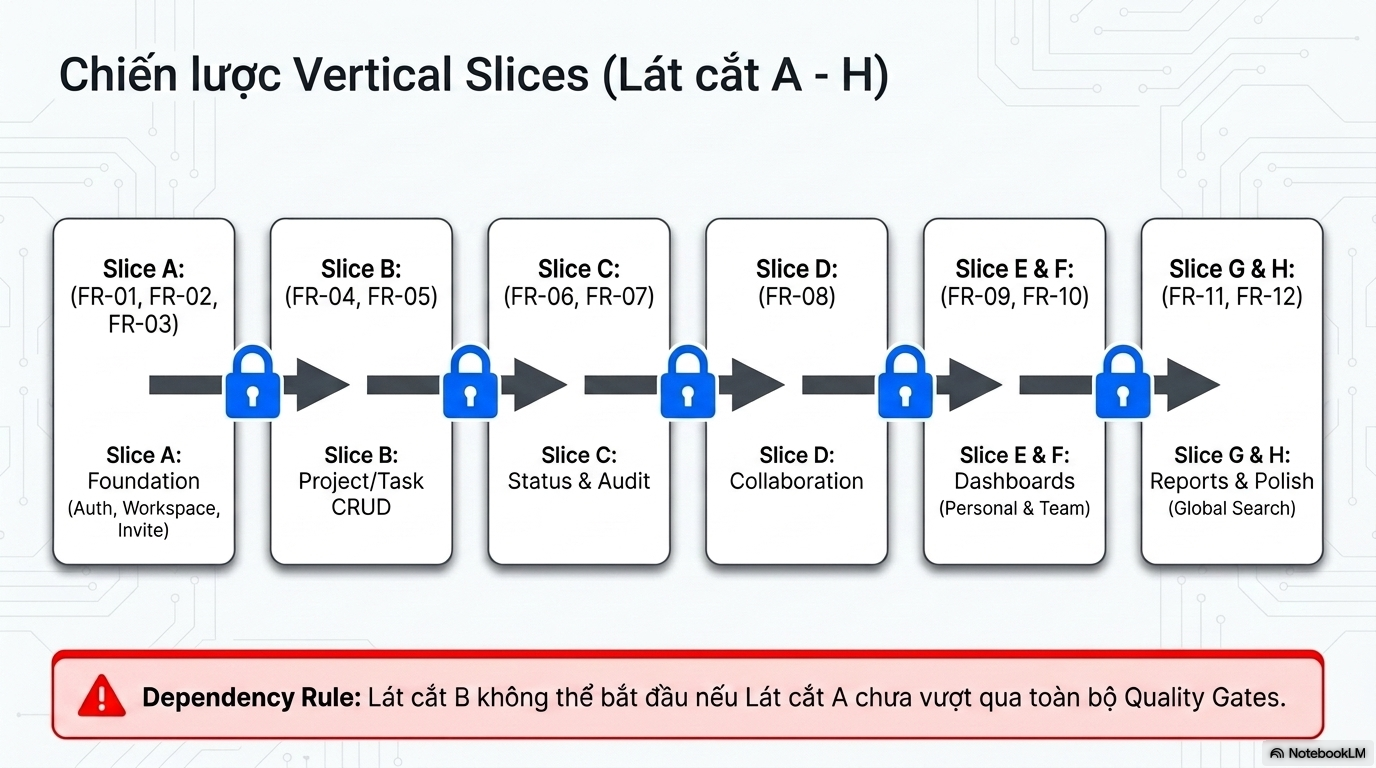 Chiến lược Vertical Slices (Lát cắt A - H)
Slice A:
(FR-01, FR-02,
FR-03)
Slice A:
Foundation
(Auth, Workspace,
Invite)
Slice B:
(FR-04, FR-05)
Slice B:
Project/Task
CRUD
Slice C:
(FR-06, FR-07)
Slice C:
Status & Audit
Slice D:
(FR-08)
Slice D:
Collaboration
Slice E & F:
(FR-09, FR-10)
Slice E & F:
Dashboards
(Personal & Team)
Slice G & H:
(FR-11, FR-12)
Slice G & H:
Reports & Polish
(Global Search)
Dependency Rule: Lát cắt B không thể bắt đầu nếu Lát cắt A chưa vượt qua toàn bộ Quality Gates.
NotebookLM